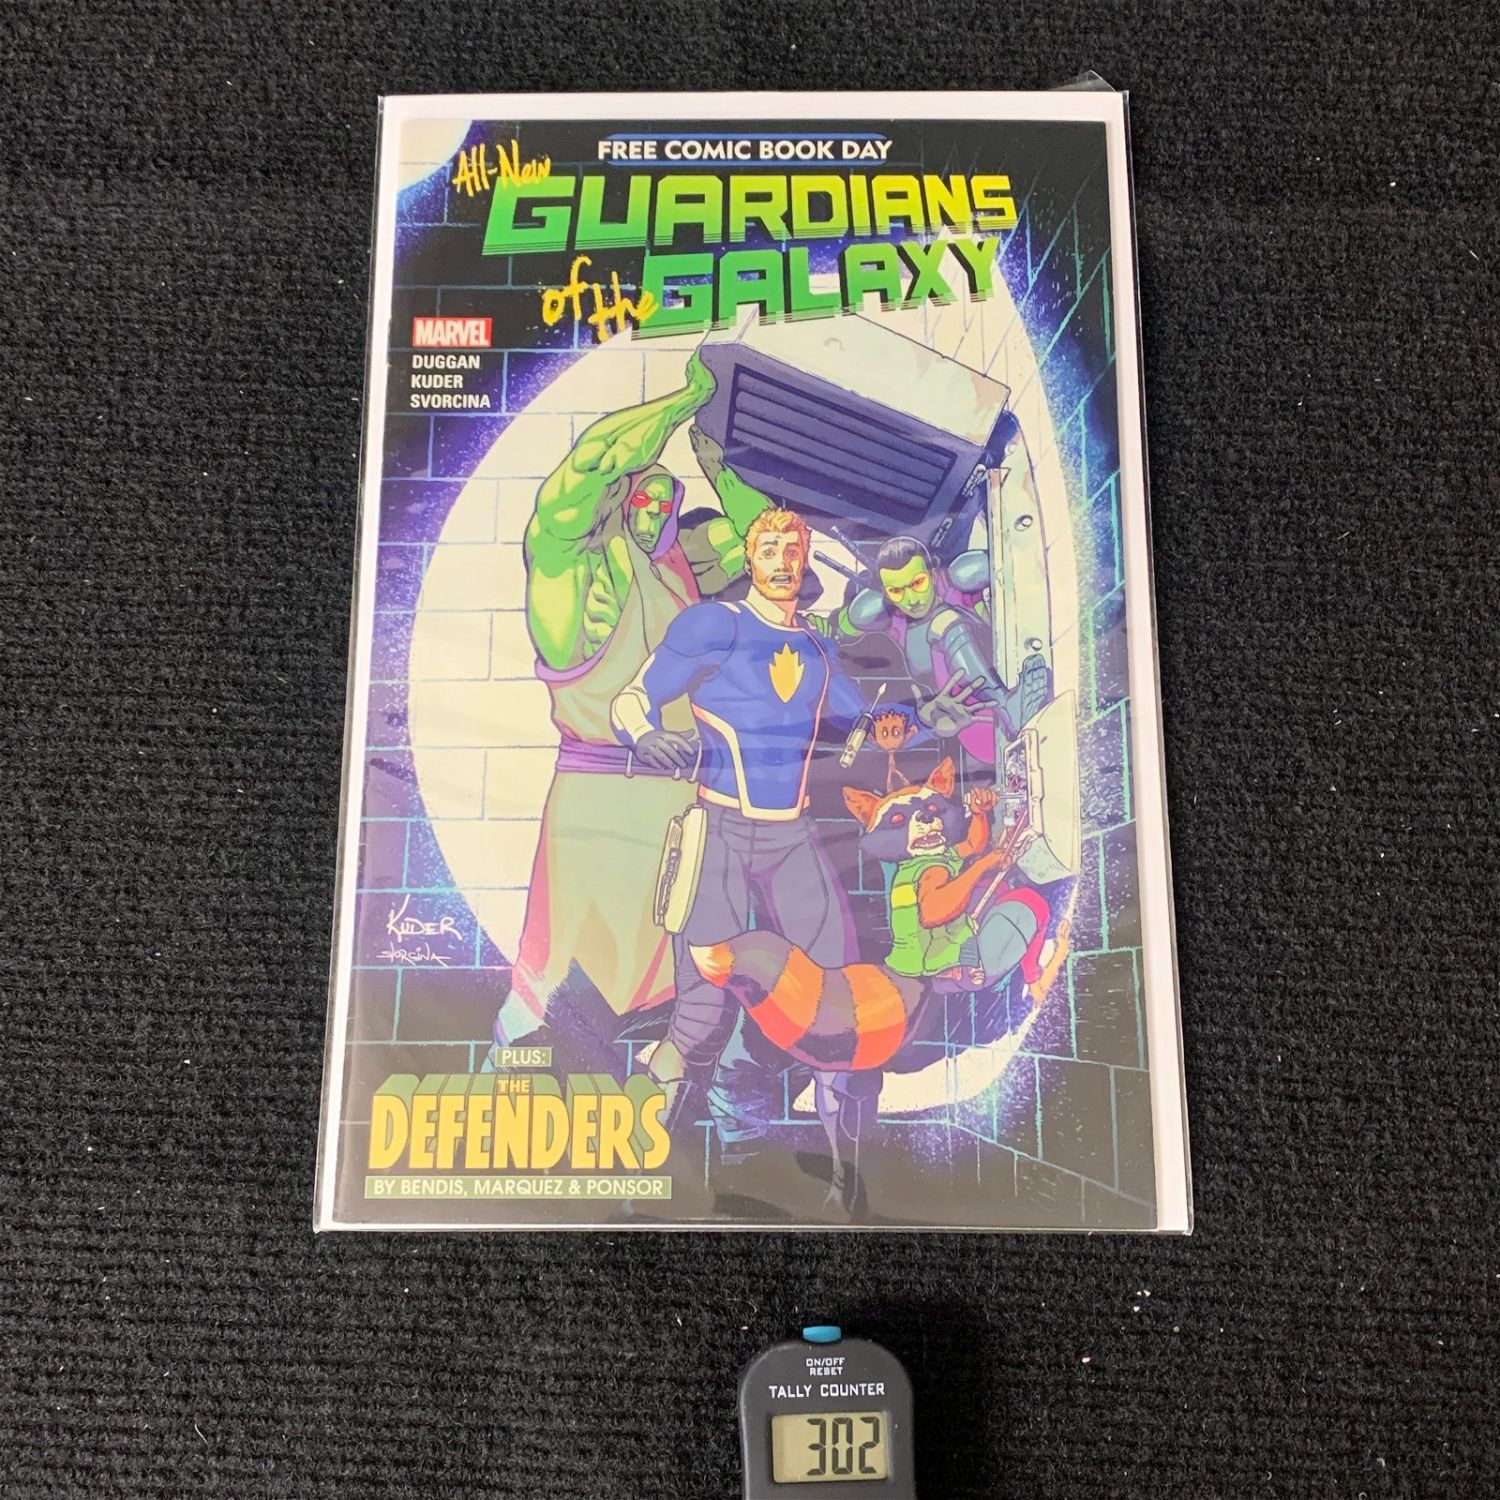 FREE COMIC BOOK DAY
All-New
GUARDIANS
of the GALAXY
MARVEL
DUGGAN
KUDER
SVORCINA
KUDER
SVORCINA
PLUS:
THE
DEFENDERS
BY BENDIS, MARQUEZ & PONSOR
ON/OFF
RESET
TALLY COUNTER
302